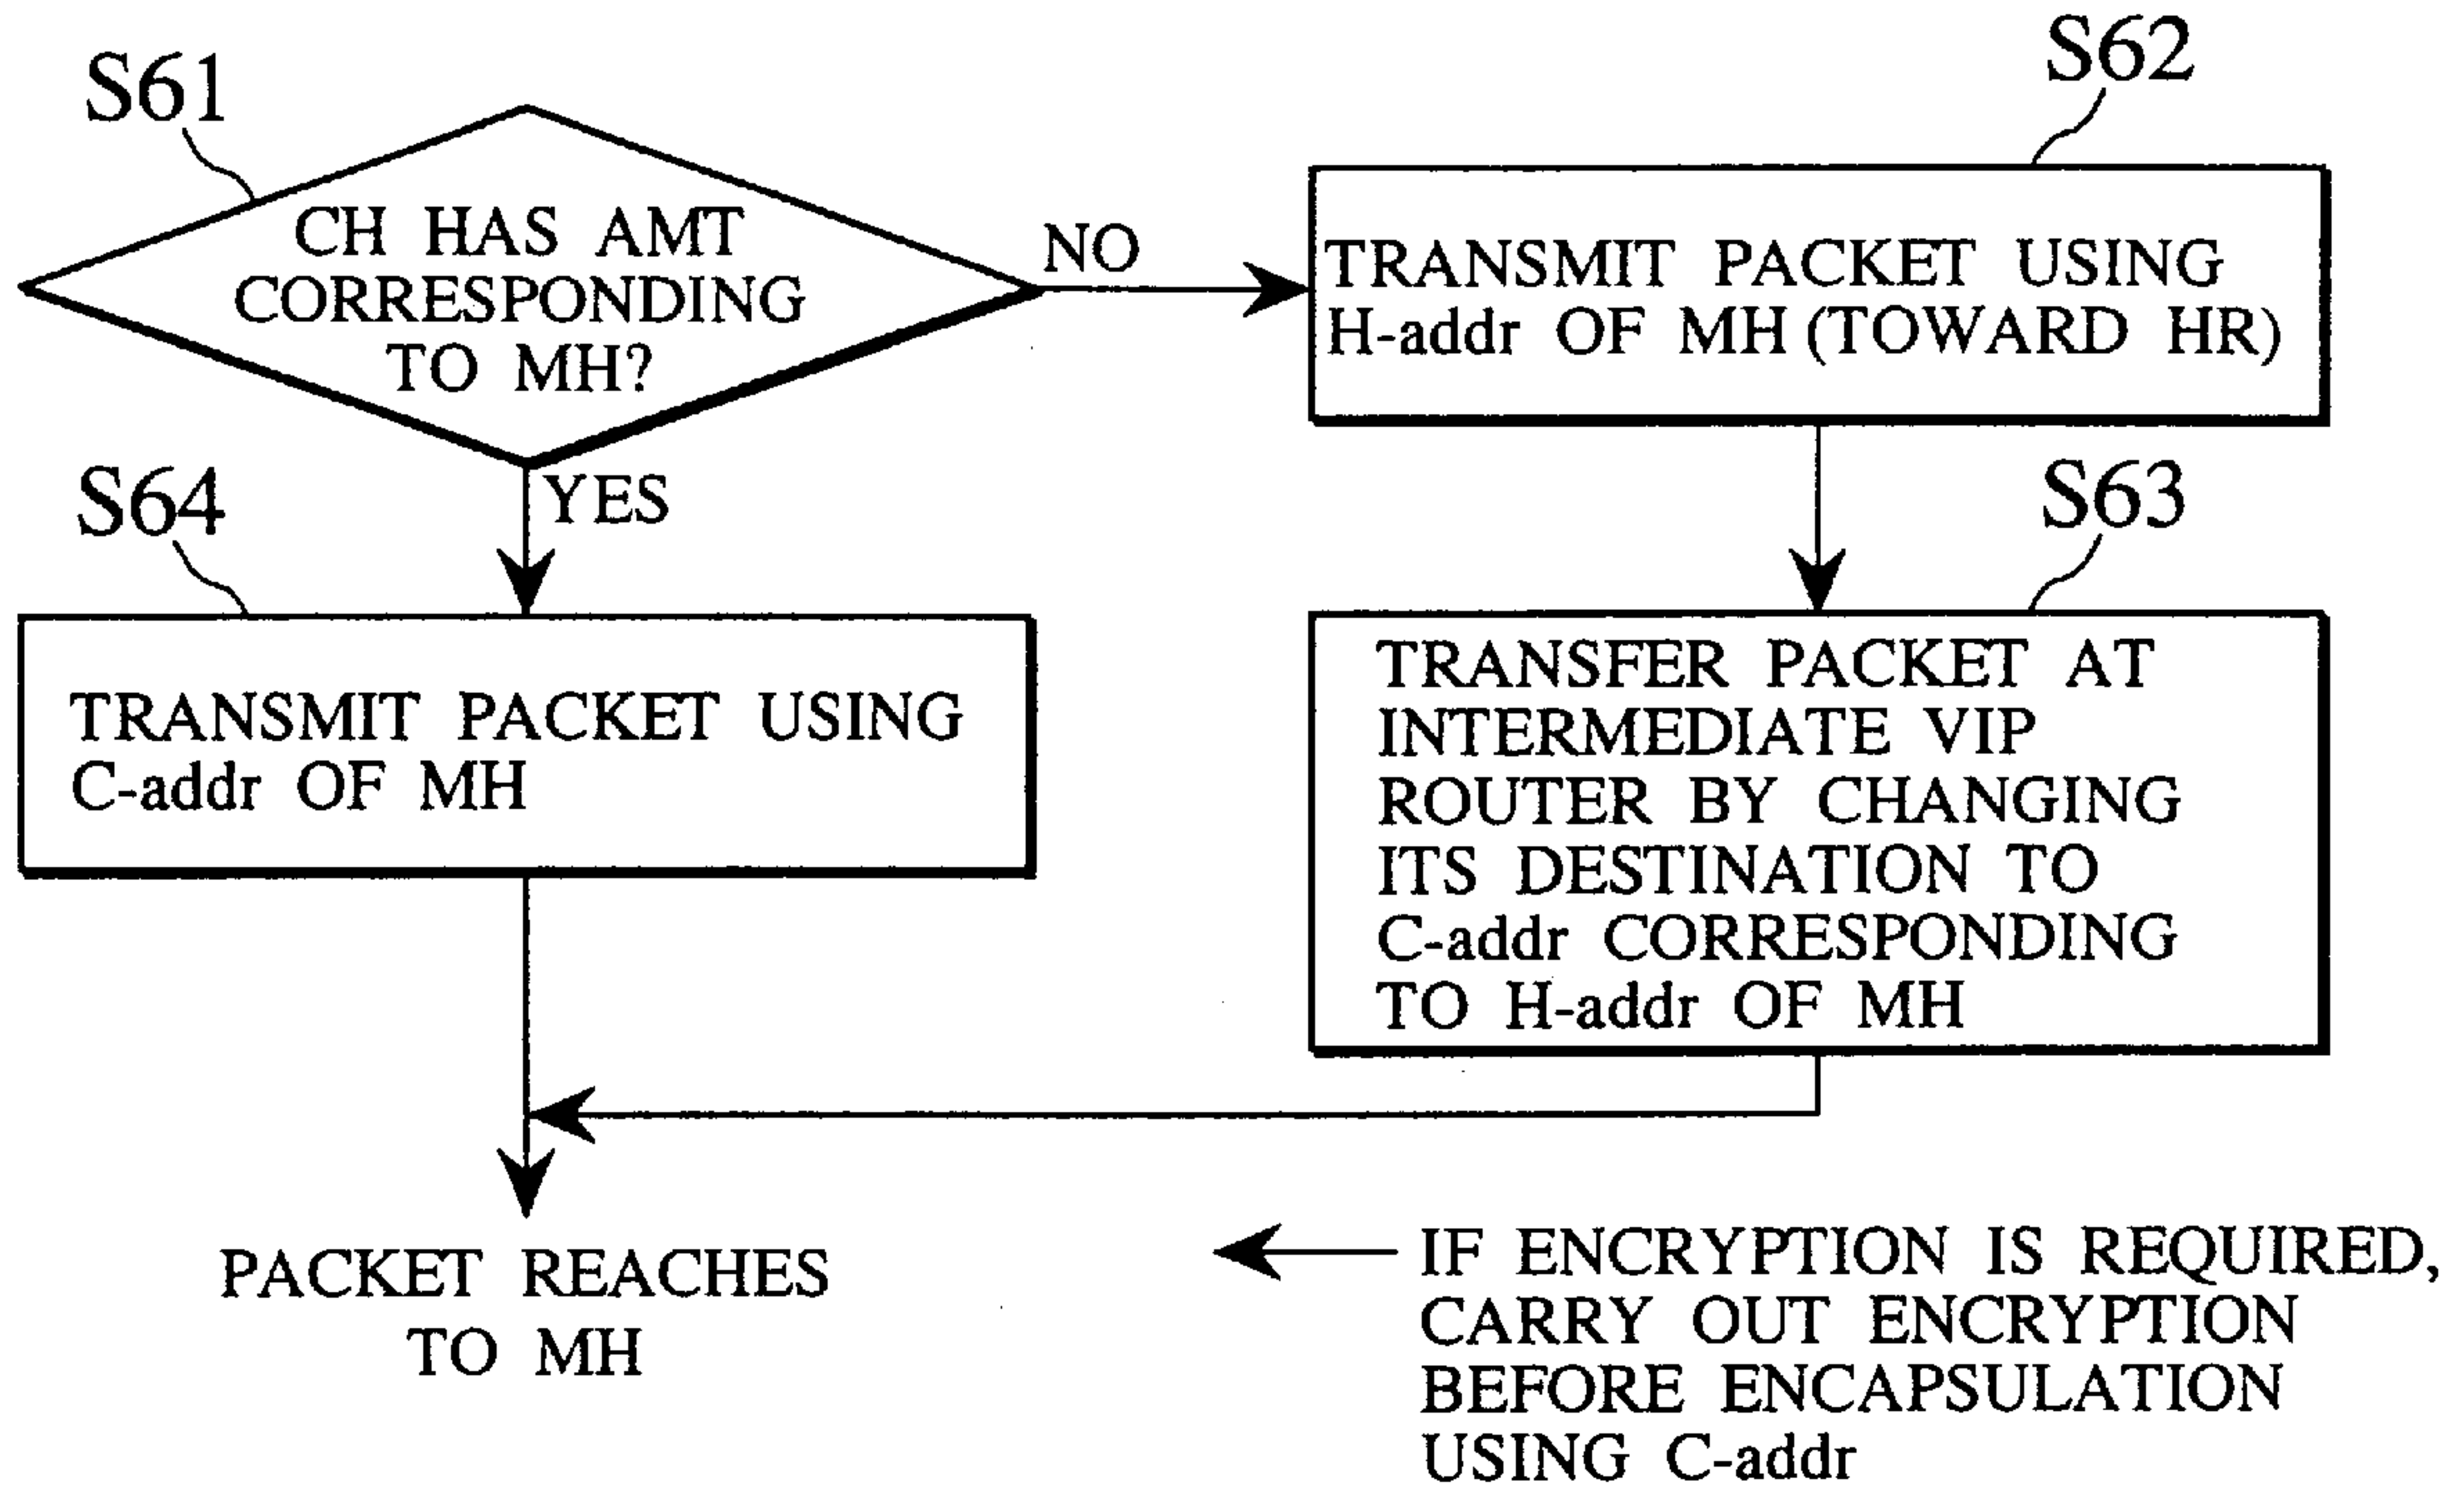 S61
CH HAS AMT
CORRESPONDING
TO MH?
NO
S62
TRANSMIT PACKET USING
H-addr OF MH (TOWARD HR)
YES
S64
TRANSMIT PACKET USING
C-addr OF MH
S63
TRANSFER PACKET AT
INTERMEDIATE VIP
ROUTER BY CHANGING
ITS DESTINATION TO
C-addr CORRESPONDING
TO H-addr OF MH
PACKET REACHES
TO MH
IF ENCRYPTION IS REQUIRED,
CARRY OUT ENCRYPTION
BEFORE ENCAPSULATION
USING C-addr